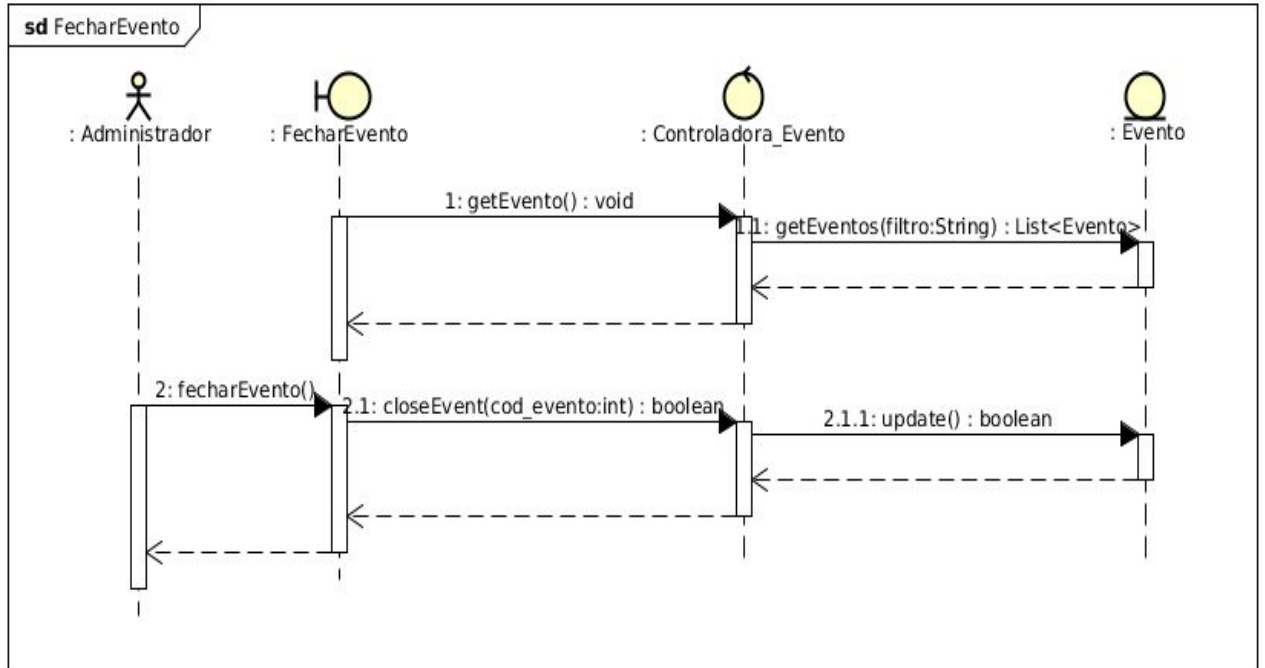 sd FecharEvento
: Administrador
: FecharEvento
: Controladora_Evento
: Evento
1: getEvento() : void
1.1: getEventos(filtro:String) : List<Evento>
2: fecharEvento()
2.1: closeEvent(cod_evento:int) : boolean
2.1.1: update() : boolean